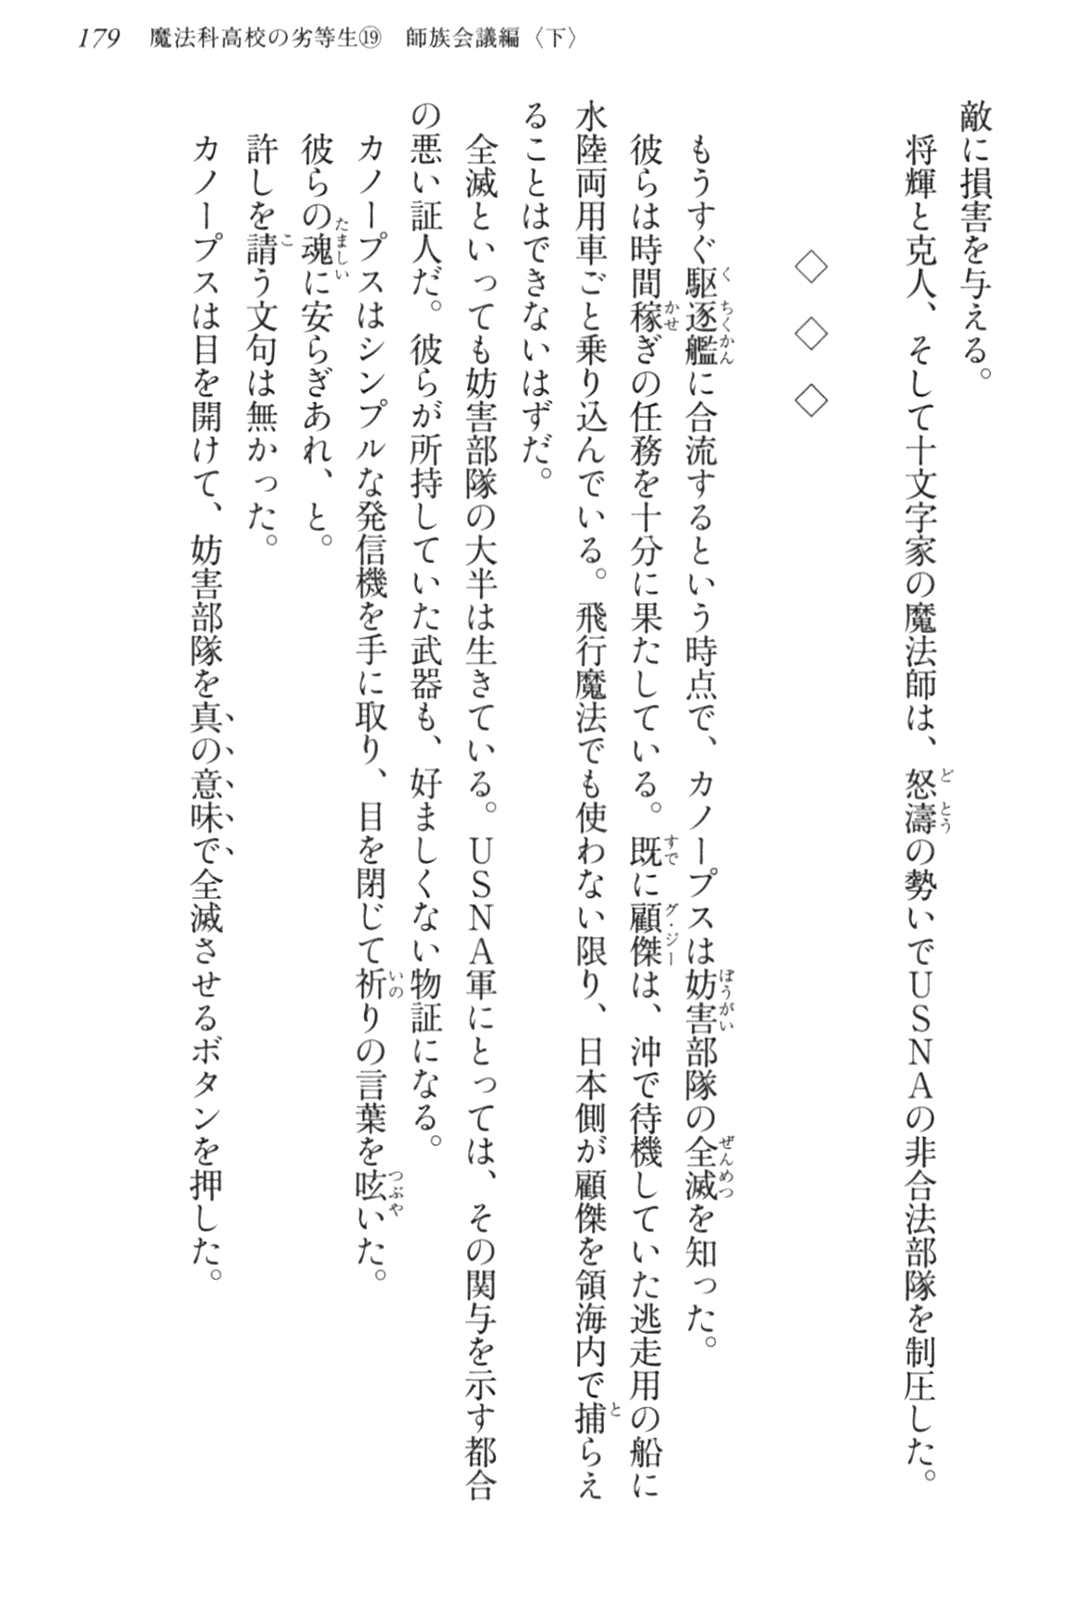 179　魔法科高校の劣等生⑲　師族会議編〈下〉
敵に損害を与える。
　将輝と克人、そして十文字家の魔法師は、怒濤の勢いでＵＳＮＡの非合法部隊を制圧した。
◇　◇　◇
　もうすぐ駆逐艦に合流するという時点で、カノープスは妨害部隊の全滅を知った。
　彼らは時間稼ぎの任務を十分に果たしている。既に顧傑は、沖で待機していた逃走用の船に
水陸両用車ごと乗り込んでいる。飛行魔法でも使わない限り、日本側が顧傑を領海内で捕らえ
ることはできないはずだ。
　全滅といっても妨害部隊の大半は生きている。ＵＳＮＡ軍にとっては、その関与を示す都合
の悪い証人だ。彼らが所持していた武器も、好ましくない物証になる。
　カノープスはシンプルな発信機を手に取り、目を閉じて祈りの言葉を呟いた。
　彼らの魂に安らぎあれ、と。
　許しを請う文句は無かった。
　カノープスは目を開けて、妨害部隊を真の意味で全滅させるボタンを押した。